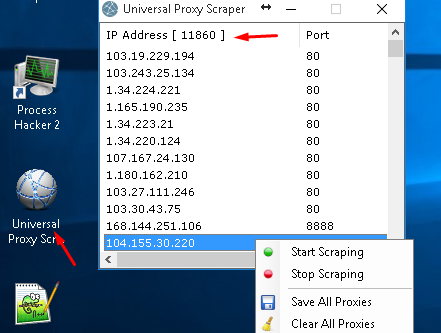 Universal Proxy Scraper
IP Address [ 11860 ] Port
103.19.229.194 80
103.243.25.134 80
1.34.224.221 80
1.165.190.235 80
1.34.223.21 80
1.34.220.124 80
107.167.24.130 80
1.180.162.210 80
103.27.111.246 80
103.30.43.75 80
168.144.251.106 8888
104.155.30.220
Start Scraping
Stop Scraping
Save All Proxies
Clear All Proxies
Process
Hacker 2
Universal
Proxy Scr...